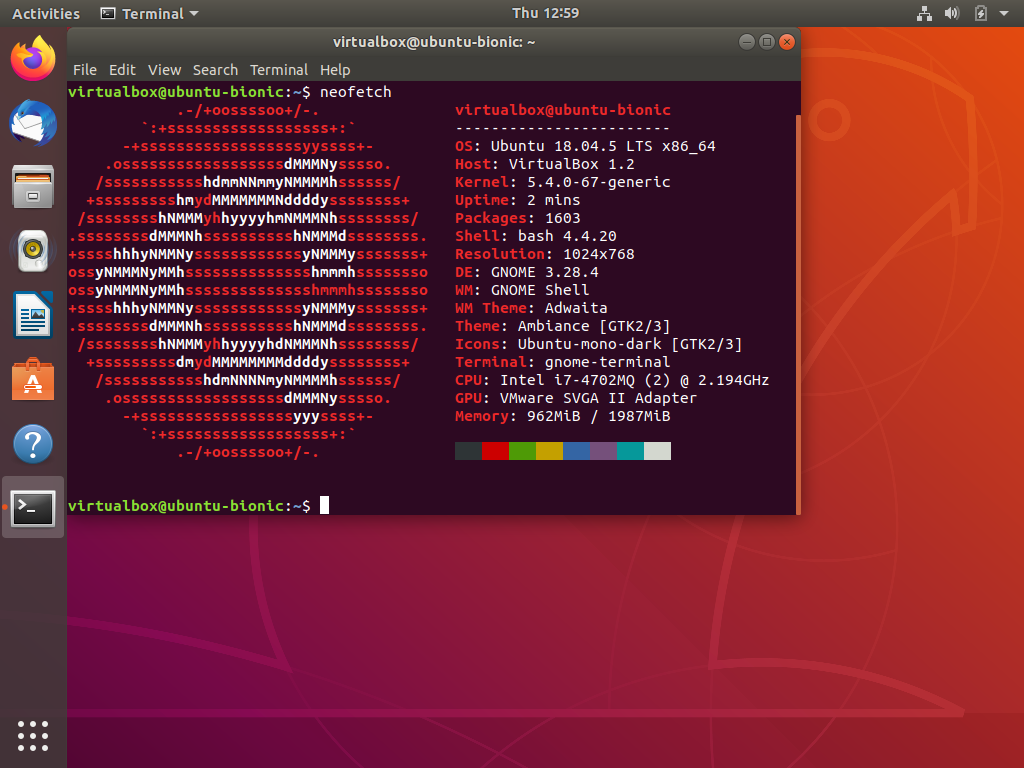 Activities Terminal Thu 12:59
virtualbox@ubuntu-bionic: ~
File Edit View Search Terminal Help
virtualbox@ubuntu-bionic:~$ neofetch
.-/+oossssoo+/-. virtualbox@ubuntu-bionic
`:+ssssssssssssssssss+:` ------------------------
-+ssssssssssssssssssyyssss+- OS: Ubuntu 18.04.5 LTS x86_64
.ossssssssssssssssssdMMMNysssso. Host: VirtualBox 1.2
/ssssssssssshdmmNNmmyNMMMMhssssss/ Kernel: 5.4.0-67-generic
+ssssssssshmydMMMMMMMNddddyssssssss+ Uptime: 2 mins
/sssssssshNMMMyhhyyyyhmNMMMNhssssssss/ Packages: 1603
.ssssssssdMMMNhsssssssssshNMMMdssssssss. Shell: bash 4.4.20
+sssshhhyNMMNyssssssssssssyNMMMysssssss+ Resolution: 1024x768
ossyNMMMNyMMhsssssssssssssshmmmhssssssso DE: GNOME 3.28.4
ossyNMMMNyMMhsssssssssssssshmmmhssssssso WM: GNOME Shell
+sssshhhyNMMNyssssssssssssyNMMMysssssss+ WM Theme: Adwaita
.ssssssssdMMMNhsssssssssshNMMMdssssssss. Theme: Ambiance [GTK2/3]
/sssssssshNMMMyhhyyyyhdNMMMNhssssssss/ Icons: Ubuntu-mono-dark [GTK2/3]
+sssssssssdmydMMMMMMMMddddyssssssss+ Terminal: gnome-terminal
/ssssssssssshdmNNNNmyNMMMMhssssss/ CPU: Intel i7-4702MQ (2) @ 2.194GHz
.ossssssssssssssssssdMMMNysssso. GPU: VMware SVGA II Adapter
-+sssssssssssssssssyyyssss+- Memory: 962MiB / 1987MiB
`:+ssssssssssssssssss+:`
.-/+oossssoo+/-.
virtualbox@ubuntu-bionic:~$